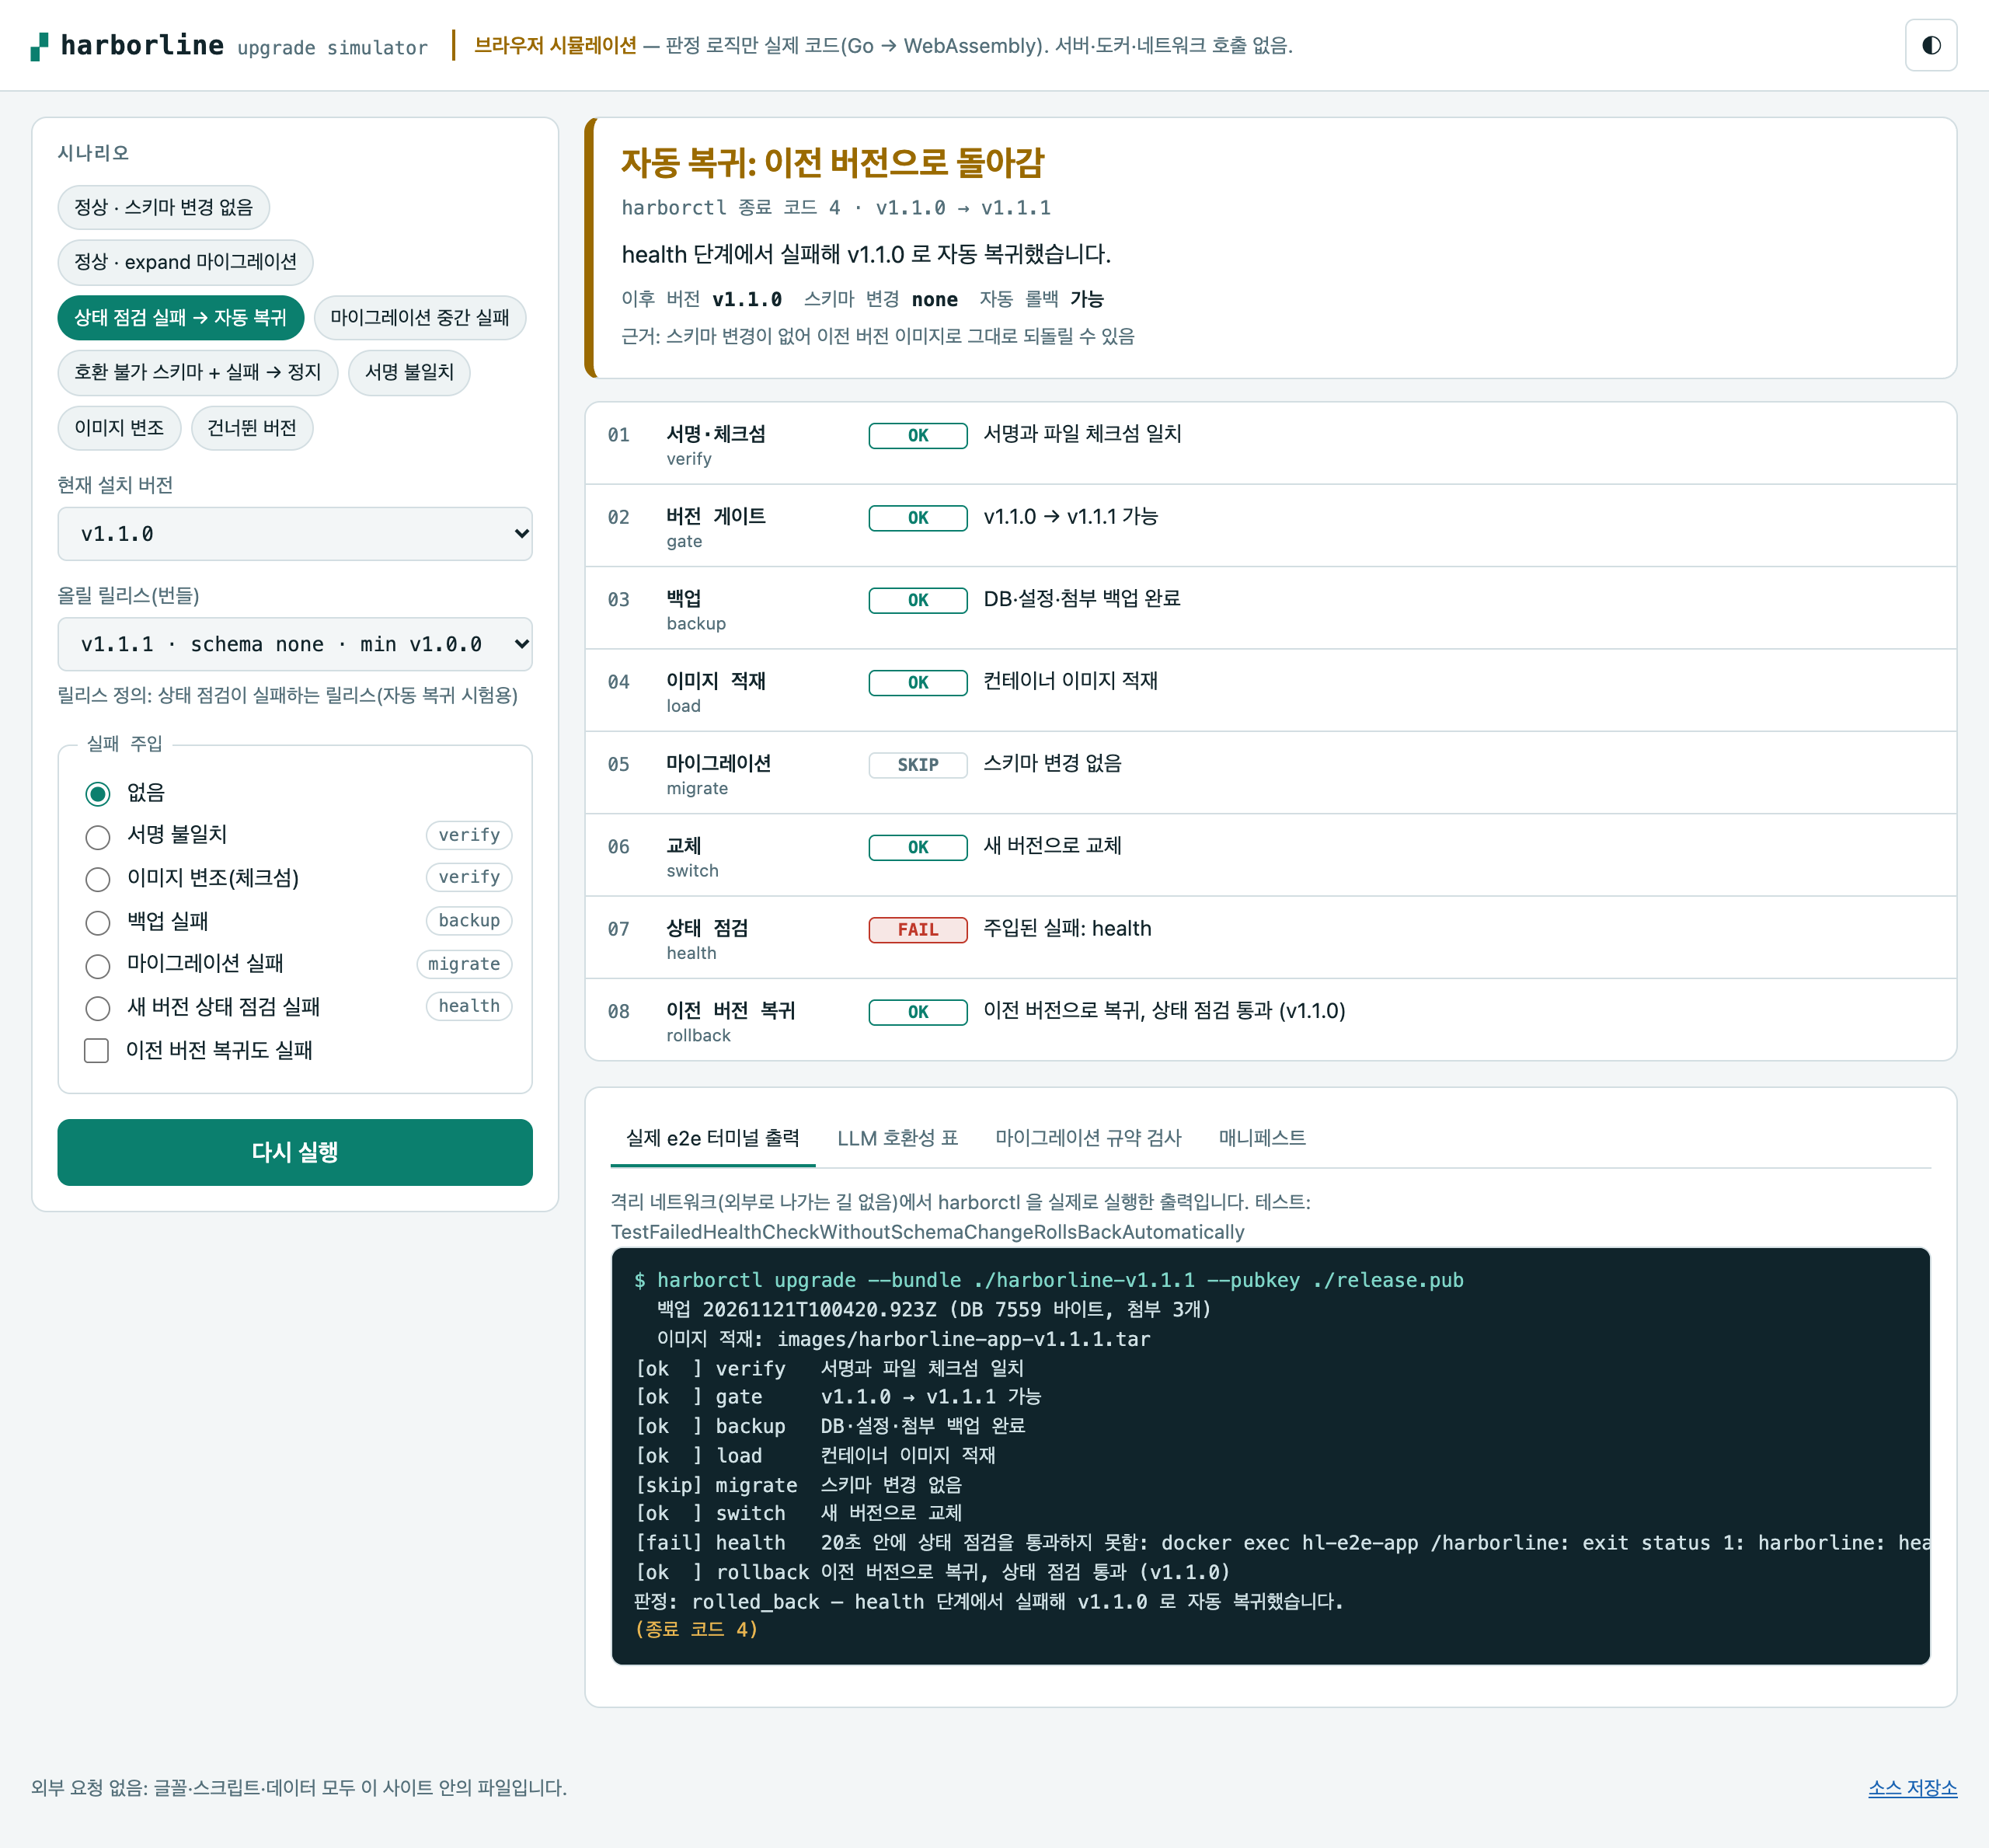 harborline upgrade simulator
브라우저 시뮬레이션 — 판정 로직만 실제 코드(Go → WebAssembly). 서버·도커·네트워크 호출 없음.
시나리오
정상 · 스키마 변경 없음
정상 · expand 마이그레이션
상태 점검 실패 → 자동 복귀
마이그레이션 중간 실패
호환 불가 스키마 + 실패 → 정지
서명 불일치
이미지 변조
건너뛴 버전
현재 설치 버전
v1.1.0
올릴 릴리스(번들)
v1.1.1 · schema none · min v1.0.0
릴리스 정의: 상태 점검이 실패하는 릴리스(자동 복귀 시험용)
실패 주입
없음
서명 불일치 verify
이미지 변조(체크섬) verify
백업 실패 backup
마이그레이션 실패 migrate
새 버전 상태 점검 실패 health
이전 버전 복귀도 실패
다시 실행
자동 복귀: 이전 버전으로 돌아감
harborctl 종료 코드 4 · v1.1.0 → v1.1.1
health 단계에서 실패해 v1.1.0 로 자동 복귀했습니다.
이후 버전 v1.1.0 스키마 변경 none 자동 롤백 가능
근거: 스키마 변경이 없어 이전 버전 이미지로 그대로 되돌릴 수 있음
01 서명·체크섬 OK 서명과 파일 체크섬 일치
verify
02 버전 게이트 OK v1.1.0 → v1.1.1 가능
gate
03 백업 OK DB·설정·첨부 백업 완료
backup
04 이미지 적재 OK 컨테이너 이미지 적재
load
05 마이그레이션 SKIP 스키마 변경 없음
migrate
06 교체 OK 새 버전으로 교체
switch
07 상태 점검 FAIL 주입된 실패: health
health
08 이전 버전 복귀 OK 이전 버전으로 복귀, 상태 점검 통과 (v1.1.0)
rollback
실제 e2e 터미널 출력 LLM 호환성 표 마이그레이션 규약 검사 매니페스트
격리 네트워크(외부로 나가는 길 없음)에서 harborctl 을 실제로 실행한 출력입니다. 테스트:
TestFailedHealthCheckWithoutSchemaChangeRollsBackAutomatically
$ harborctl upgrade --bundle ./harborline-v1.1.1 --pubkey ./release.pub
백업 20261121T100420.923Z (DB 7559 바이트, 첨부 3개)
이미지 적재: images/harborline-app-v1.1.1.tar
[ok  ] verify 서명과 파일 체크섬 일치
[ok  ] gate v1.1.0 → v1.1.1 가능
[ok  ] backup DB·설정·첨부 백업 완료
[ok  ] load 컨테이너 이미지 적재
[skip] migrate 스키마 변경 없음
[ok  ] switch 새 버전으로 교체
[fail] health 20초 안에 상태 점검을 통과하지 못함: docker exec hl-e2e-app /harborline: exit status 1: harborline: hea
[ok  ] rollback 이전 버전으로 복귀, 상태 점검 통과 (v1.1.0)
판정: rolled_back — health 단계에서 실패해 v1.1.0 로 자동 복귀했습니다.
(종료 코드 4)
외부 요청 없음: 글꼴·스크립트·데이터 모두 이 사이트 안의 파일입니다.
소스 저장소